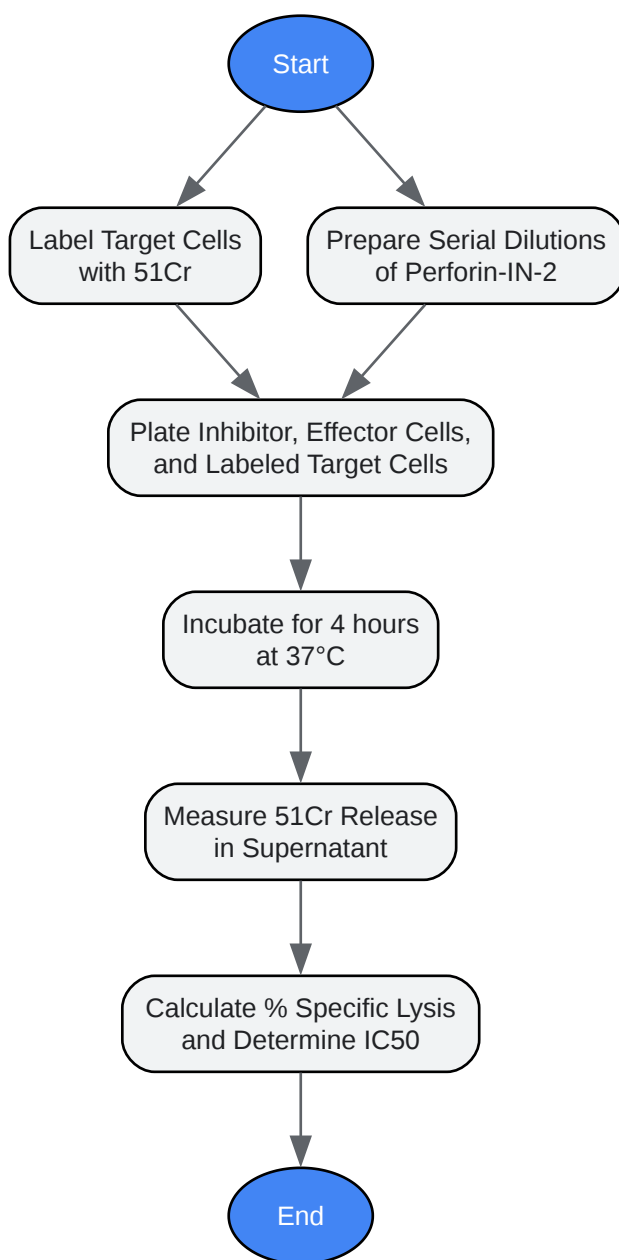 Start
Label Target Cells
with 51Cr
Prepare Serial Dilutions
of Perforin-IN-2
Plate Inhibitor, Effector Cells,
and Labeled Target Cells
Incubate for 4 hours
at 37°C
Measure 51Cr Release
in Supernatant
Calculate % Specific Lysis
and Determine IC50
End